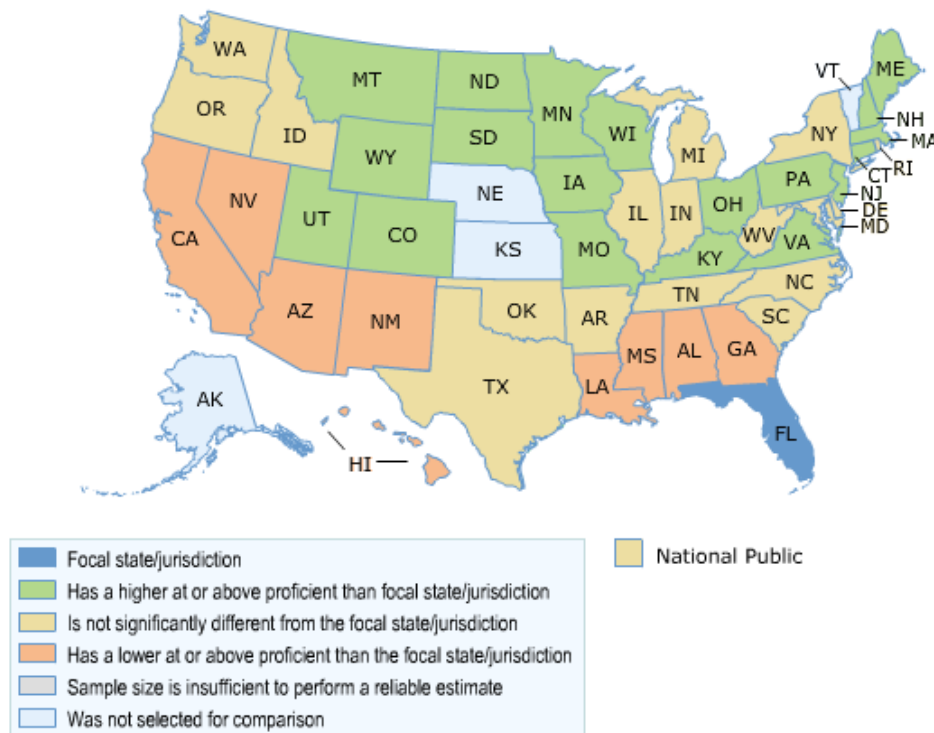 WA
MT
ND
MN
VT
ME
OR
ID
SD
WI
NY
NH
MA
WY
MI
RI
CT
PA
NJ
NE
IA
OH
DE
NV
UT
IL
IN
WV
MD
CO
VA
CA
KS
MO
KY
NC
TN
AZ
OK
AR
SC
NM
MS
AL
GA
TX
LA
AK
FL
HI
Focal state/jurisdiction
National Public
Has a higher at or above proficient than focal state/jurisdiction
Is not significantly different from the focal state/jurisdiction
Has a lower at or above proficient than the focal state/jurisdiction
Sample size is insufficient to perform a reliable estimate
Was not selected for comparison